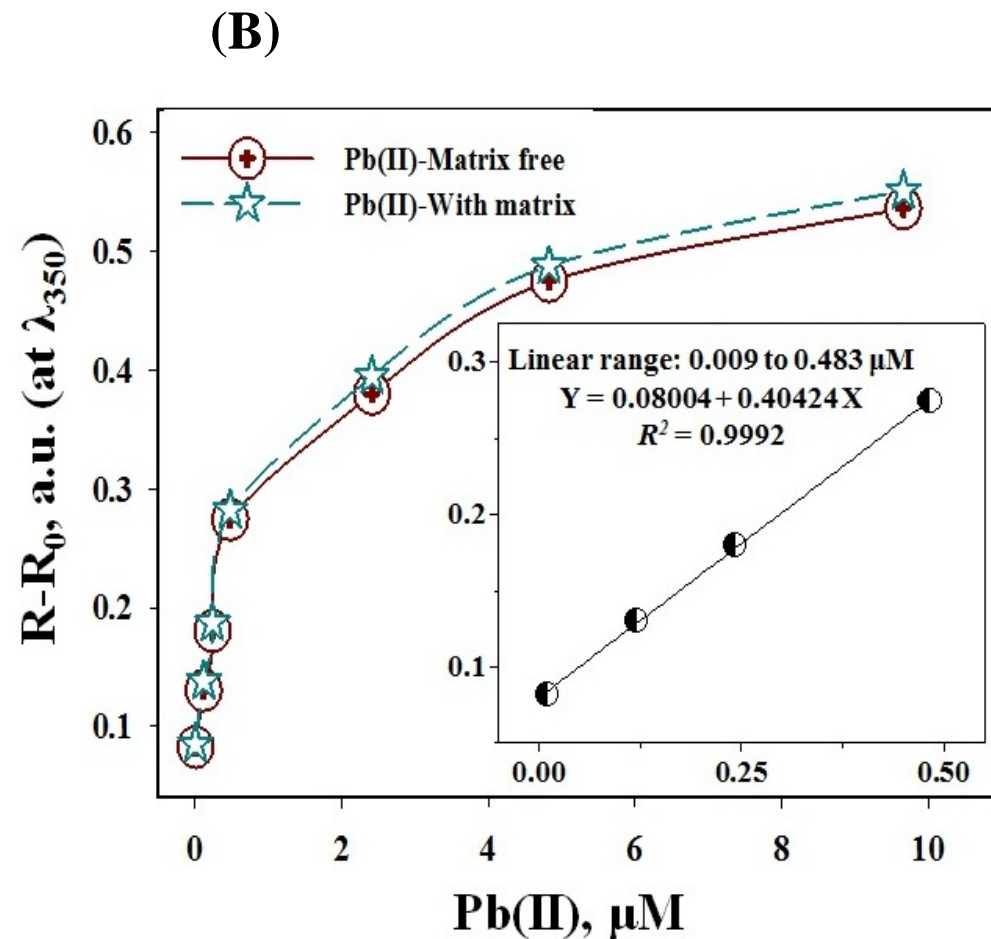 (B)
R-R₀, a.u. (at λ₃₅₀)
0.6
0.5
0.4
0.3
0.2
0.1
Pb(II)-Matrix free
Pb(II)-With matrix
Linear range: 0.009 to 0.483 µM
Y = 0.08004 + 0.40424 X
R² = 0.9992
0.3
0.2
0.1
0.00 0.25 0.50
0 2 4 6 8 10
Pb(II), µM